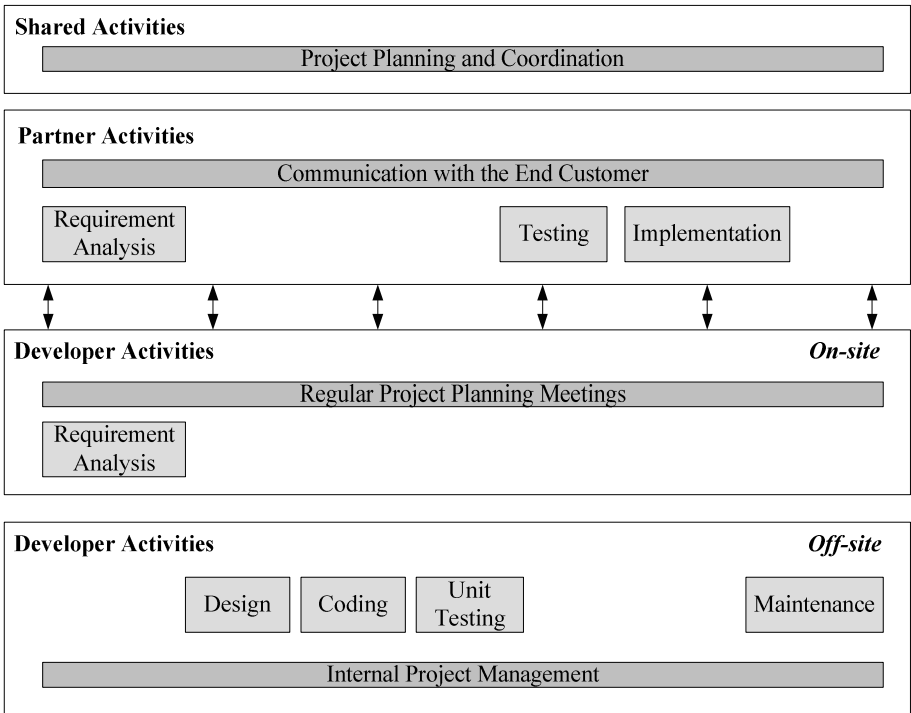 Shared Activities
Project Planning and Coordination
Partner Activities
Communication with the End Customer
Requirement
Analysis
Testing
Implementation
Developer Activities
On-site
Regular Project Planning Meetings
Requirement
Analysis
Developer Activities
Off-site
Design
Coding
Unit
Testing
Maintenance
Internal Project Management